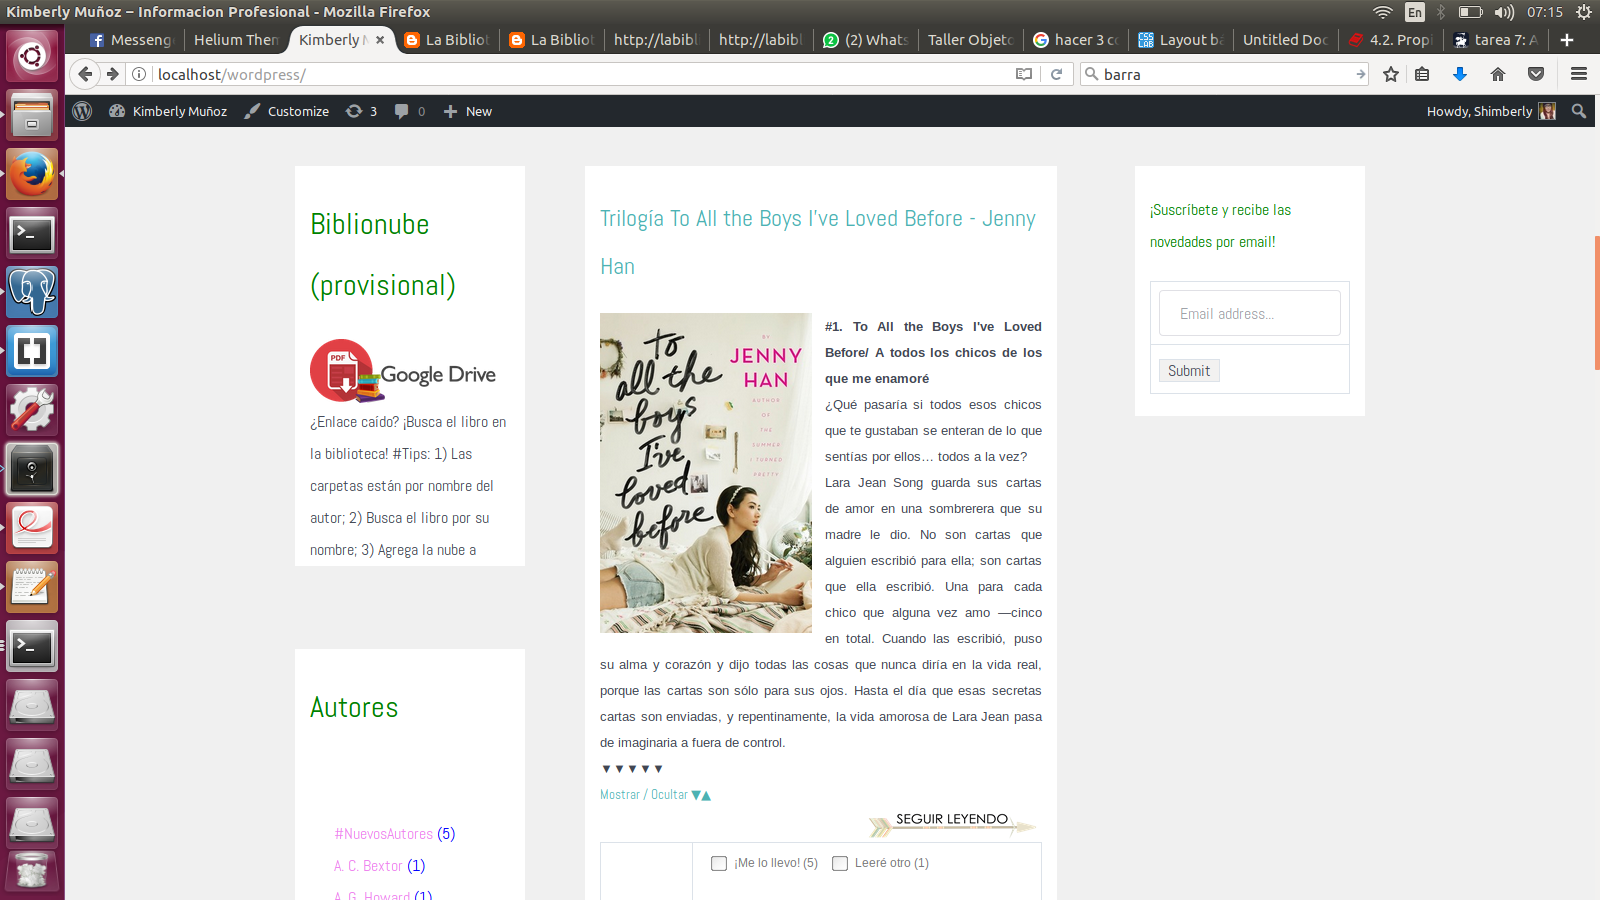 Kimberly Muñoz – Informacion Profesional - Mozilla Firefox
En
07:15
Messeng
Helium The
Kimberly M
La Bibliot
La Bibliot
http://labibl
http://labibl
(2) Whats
Taller Objeto
hacer 3 co
Layout ba
Untitled Doc
4.2. Propi
tarea 7: A
localhost/wordpress/
barra
Kimberly Muñoz
Customize
3
0
New
Howdy, Shimberly
Biblionube
(provisional)
PDF
Google Drive
¿Enlace caído? ¡Busca el libro en
la biblioteca! #Tips: 1) Las
carpetas están por nombre del
autor; 2) Busca el libro por su
nombre; 3) Agrega la nube a
Autores
#NuevosAutores (5)
A. C. Bextor (1)
A. G. Howard (1)
Trilogía To All the Boys I've Loved Before - Jenny
Han
to all the boys I've loved before
BY
JENNY
HAN
AUTHOR
OF
THE
SUMMER
I TURNED
PRETTY
#1. To All the Boys I've Loved
Before/ A todos los chicos de los
que me enamoré
¿Qué pasaría si todos esos chicos
que te gustaban se enteran de lo que
sentías por ellos… todos a la vez?
Lara Jean Song guarda sus cartas
de amor en una sombrerera que su
madre le dio. No son cartas que
alguien escribió para ella; son cartas
que ella escribió. Una para cada
chico que alguna vez amo —cinco
en total. Cuando las escribió, puso
su alma y corazón y dijo todas las cosas que nunca diría en la vida real,
porque las cartas son sólo para sus ojos. Hasta el día que esas secretas
cartas son enviadas, y repentinamente, la vida amorosa de Lara Jean pasa
de imaginaria a fuera de control.
▼▼▼▼▼
Mostrar / Ocultar ▼▲
SEGUIR LEYENDO
¡Me lo llevo! (5)
Leeré otro (1)
¡Suscríbete y recibe las
novedades por email!
Email address...
Submit